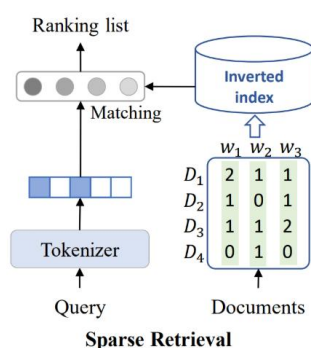 Ranking list
Inverted
index
Matching
w₁ w₂ w₃
D₁ 2 1 1
D₂ 1 0 1
D₃ 1 1 2
D₄ 0 1 0
Tokenizer
Query
Documents
Sparse Retrieval